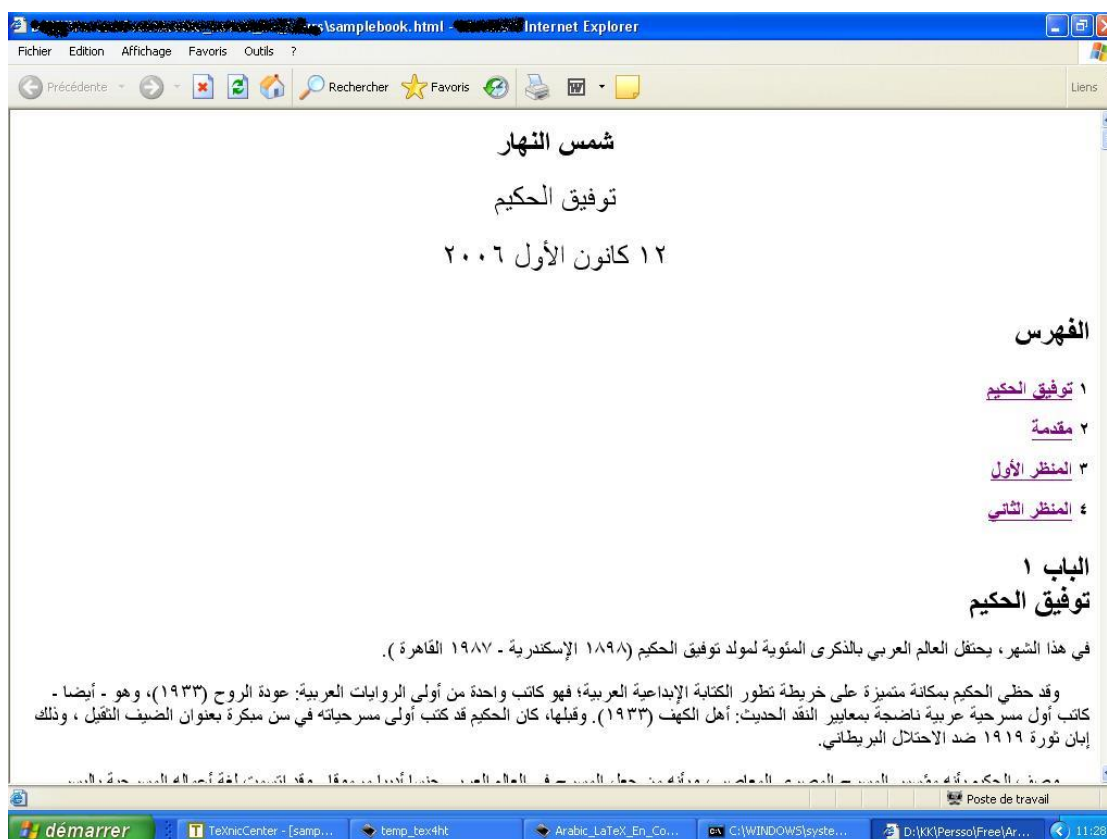 \samplebook.html - Internet Explorer
Fichier Edition Affichage Favoris Outils ?
Précédente Rechercher Favoris Liens
شمس النهار
توفيق الحكيم
١٢ كانون الأول ٢٠٠٦
الفهرس
١ توفيق الحكيم
٢ مقدمة
٣ المنظر الأول
٤ المنظر الثاني
الباب ١
توفيق الحكيم
في هذا الشهر، يحتفل العالم العربي بالذكرى المئوية لمولد توفيق الحكيم (١٨٩٨ الإسكندرية - ١٩٨٧ القاهرة ).
وقد حظي الحكيم بمكانة متميزة على خريطة تطور الكتابة الإبداعية العربية؛ فهو كاتب واحدة من أولى الروايات العربية: عودة الروح (١٩٣٣)، وهو - أيضا -
كاتب أول مسرحية عربية ناضجة بمعايير النقد الحديث: أهل الكهف (١٩٣٣). وقبلها، كان الحكيم قد كتب أولى مسرحياته في سن مبكرة بعنوان الضيف الثقيل ، وذلك
إبان ثورة ١٩١٩ ضد الاحتلال البريطاني.
Poste de travail
démarrer TeXnicCenter - [samp... temp_tex4ht Arabic_LaTeX_En_Co... C:\WINDOWS\syste... D:\KK\Persso\Free\Ar... 11:28